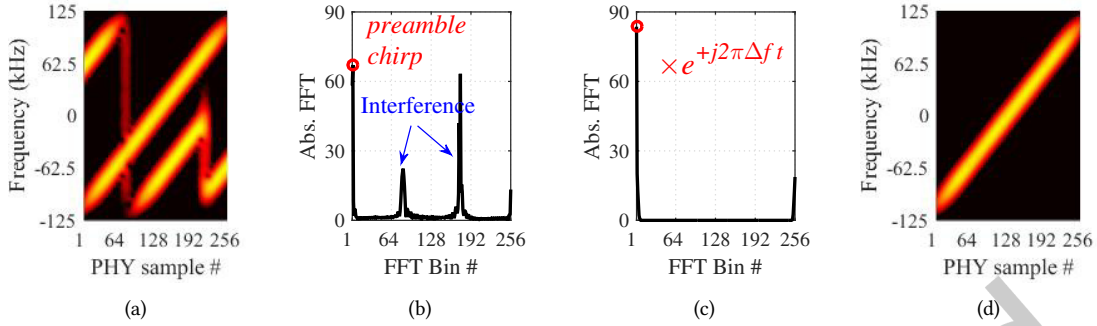 125
62.5
0
-62.5
-125
Frequency (kHz)
1 64 128 192 256
PHY sample #
(a)
90
60
30
0
Abs. FFT
preamble
chirp
Interference
1 64 128 192 256
FFT Bin #
(b)
90
60
30
0
Abs. FFT
×e^{+j2πΔft}
1 64 128 192 256
FFT Bin #
(c)
125
62.5
0
-62.5
-125
Frequency (kHz)
1 64 128 192 256
PHY sample #
(d)